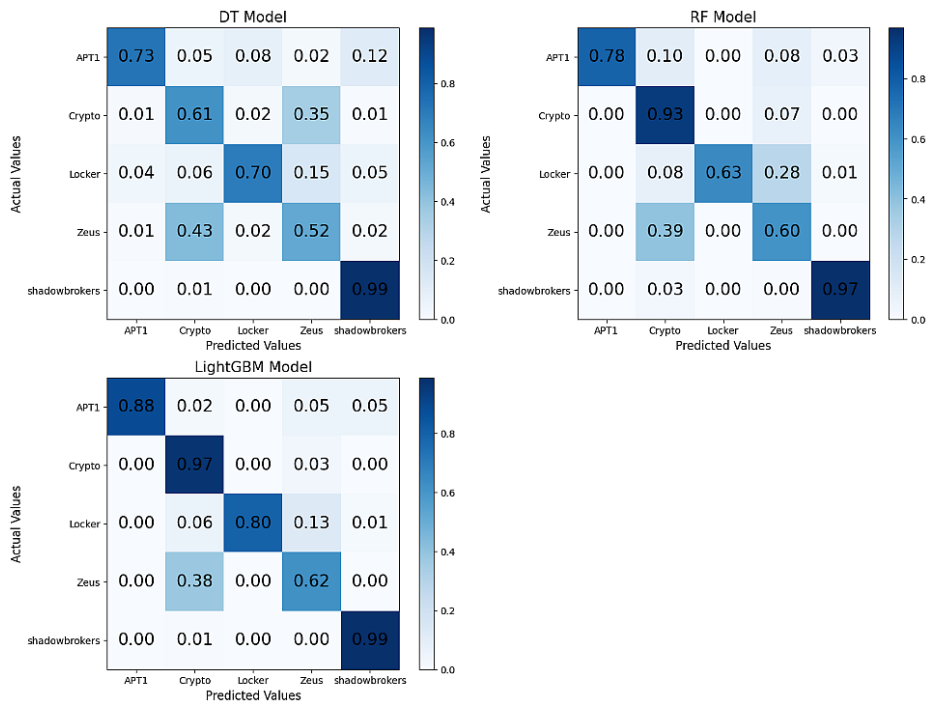 DT Model
Actual Values
APT1 0.73 0.05 0.08 0.02 0.12
Crypto 0.01 0.61 0.02 0.35 0.01
Locker 0.04 0.06 0.70 0.15 0.05
Zeus 0.01 0.43 0.02 0.52 0.02
shadowbrokers 0.00 0.01 0.00 0.00 0.99
APT1 Crypto Locker Zeus shadowbrokers
Predicted Values
0.8
0.6
0.4
0.2
0.0
RF Model
Actual Values
APT1 0.78 0.10 0.00 0.08 0.03
Crypto 0.00 0.93 0.00 0.07 0.00
Locker 0.00 0.08 0.63 0.28 0.01
Zeus 0.00 0.39 0.00 0.60 0.00
shadowbrokers 0.00 0.03 0.00 0.00 0.97
APT1 Crypto Locker Zeus shadowbrokers
Predicted Values
0.8
0.6
0.4
0.2
0.0
LightGBM Model
Actual Values
APT1 0.88 0.02 0.00 0.05 0.05
Crypto 0.00 0.97 0.00 0.03 0.00
Locker 0.00 0.06 0.80 0.13 0.01
Zeus 0.00 0.38 0.00 0.62 0.00
shadowbrokers 0.00 0.01 0.00 0.00 0.99
APT1 Crypto Locker Zeus shadowbrokers
Predicted Values
0.8
0.6
0.4
0.2
0.0